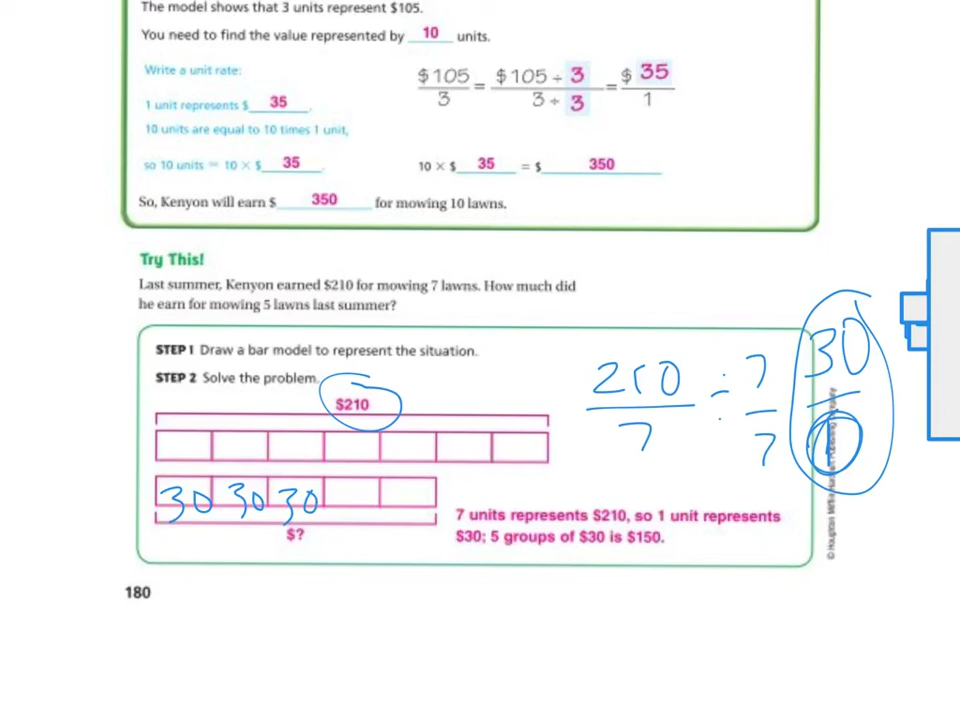 The model shows that 3 units represent $105.
You need to find the value represented by 10 units.
Write a unit rate:
$105 / 3 = $105 ÷ 3 / 3 ÷ 3 = $ 35 / 1
1 unit represents $ 35 .
10 units are equal to 10 times 1 unit,
so 10 units = 10 × $ 35 .
10 × $ 35 = $ 350
So, Kenyon will earn $ 350 for mowing 10 lawns.
Try This!
Last summer, Kenyon earned $210 for mowing 7 lawns. How much did
he earn for mowing 5 lawns last summer?
STEP 1 Draw a bar model to represent the situation.
STEP 2 Solve the problem.
$210
210 / 7 ÷ 7 / 7 30 / 1
30 30 30
$?
7 units represents $210, so 1 unit represents
$30; 5 groups of $30 is $150.
180